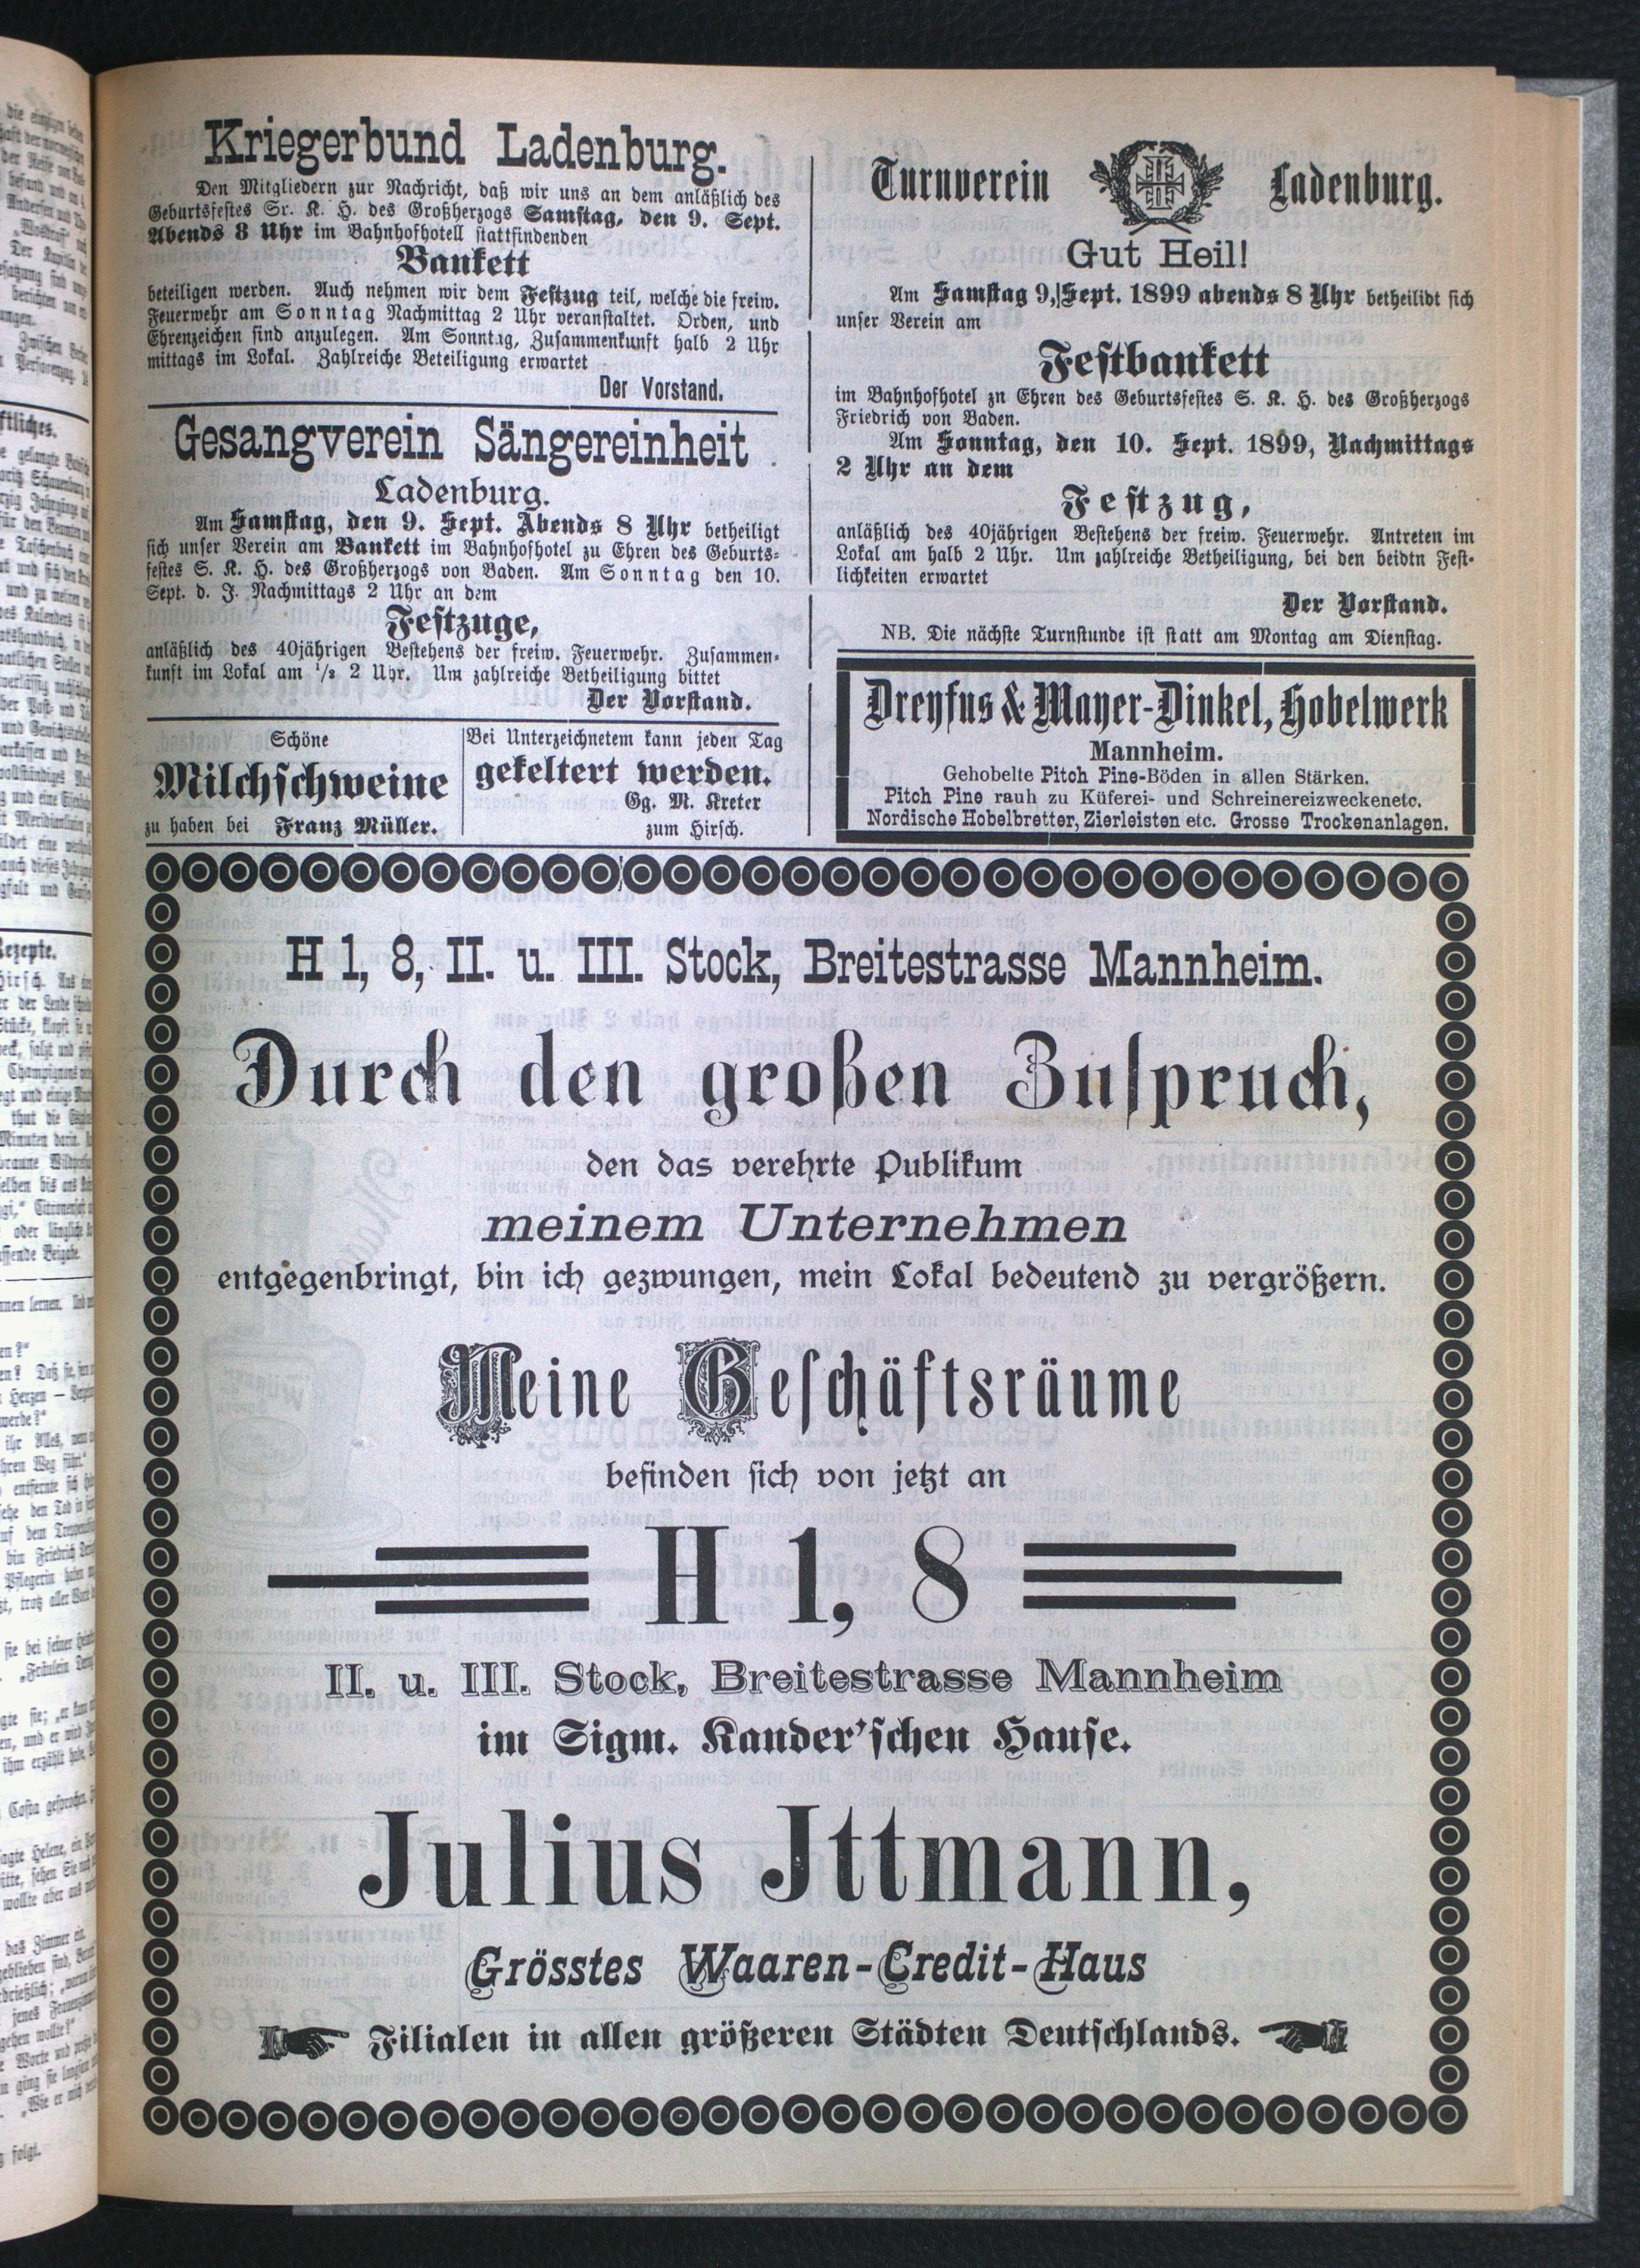 Kriegerbund Ladenburg.
Den Mitgliedern zur Nachricht, daß wir uns an dem anläßlich des
Geburtsfestes Sr. K. H. des Großherzogs Samstag, den 9. Sept.
Abends 8 Uhr im Bahnhofhotell stattfindenden
Bankett
beteiligen werden. Auch nehmen wir dem Festzug teil, welche die freiw.
Feuerwehr am Sonntag Nachmittag 2 Uhr veranstaltet. Orden, und
Ehrenzeichen sind anzulegen. Am Sonntag, Zusammenkunft halb 2 Uhr
mittags im Lokal. Zahlreiche Beteiligung erwartet
Der Vorstand.
Gesangverein Sängereinheit
Ladenburg.
Am Samstag, den 9. Sept. Abends 8 Uhr betheiligt
sich unser Verein am Bankett im Bahnhofhotel zu Ehren des Geburts-
festes S. K. H. des Großherzogs von Baden. Am Sonntag den 10.
Sept. d. J. Nachmittags 2 Uhr an dem
Festzuge,
anläßlich des 40jährigen Bestehens der freiw. Feuerwehr. Zusammen-
kunft im Lokal am 1/2 2 Uhr. Um zahlreiche Betheiligung bittet
Der Vorstand.
Schöne
Milchschweine
zu haben bei Franz Müller.
Bei Unterzeichnetem kann jeden Tag
gekeltert werden.
Gg. M. Kreter
zum Hirsch.
Turnverein Ladenburg.
Gut Heil!
Am Samstag 9, Sept. 1899 abends 8 Uhr betheilidt sich
unser Verein am
Festbankett
im Bahnhofhotel zn Ehren des Geburtsfestes S. K. H. des Großherzogs
Friedrich von Baden.
Am Sonntag, den 10. Sept. 1899, Nachmittags
2 Uhr an dem
Festzug,
anläßlich des 40jährigen Bestehens der freiw. Feuerwehr. Antreten im
Lokal am halb 2 Uhr. Um zahlreiche Betheiligung, bei den beidtn Fest-
lichkeiten erwartet
Der Vorstand.
NB. Die nächste Turnstunde ist statt am Montag am Dienstag.
Dreyfus & Mayer-Dinkel, Hobelwerk
Mannheim.
Gehobelte Pitch Pine-Böden in allen Stärken.
Pitch Pine rauh zu Küferei- und Schreinereizweckenetc.
Nordische Hobelbretter, Zierleisten etc. Grosse Trockenanlagen.
H 1, 8, II. u. III. Stock, Breitestrasse Mannheim.
Durch den großen Zuspruch,
den das verehrte Publikum
meinem Unternehmen
entgegenbringt, bin ich gezwungen, mein Lokal bedeutend zu vergrößern.
Meine Geschäftsräume
befinden sich von jetzt an
H 1, 8
II. u. III. Stock, Breitestrasse Mannheim
im Sigm. Kander'schen Hause.
Julius Jttmann,
Grösstes Waaren-Credit-Haus
Filialen in allen größeren Städten Deutschlands.